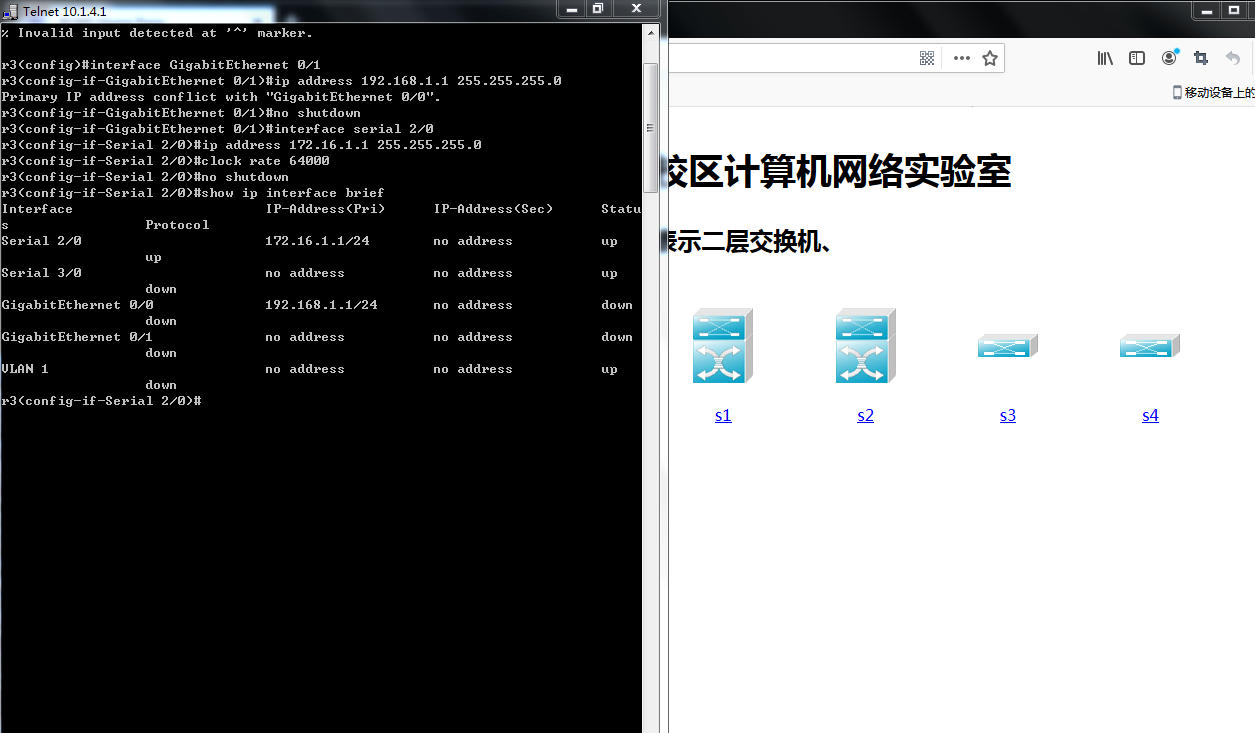 Telnet 10.1.4.1
% Invalid input detected at '^' marker.
r3(config)#interface GigabitEthernet 0/1
r3(config-if-GigabitEthernet 0/1)#ip address 192.168.1.1 255.255.255.0
Primary IP address conflict with "GigabitEthernet 0/0".
r3(config-if-GigabitEthernet 0/1)#no shutdown
r3(config-if-GigabitEthernet 0/1)#interface serial 2/0
r3(config-if-Serial 2/0)#ip address 172.16.1.1 255.255.255.0
r3(config-if-Serial 2/0)#clock rate 64000
r3(config-if-Serial 2/0)#no shutdown
r3(config-if-Serial 2/0)#show ip interface brief
Interface IP-Address(Pri) IP-Address(Sec) Statu
s Protocol
Serial 2/0 172.16.1.1/24 no address up
up
Serial 3/0 no address no address up
down
GigabitEthernet 0/0 192.168.1.1/24 no address down
down
GigabitEthernet 0/1 no address no address down
down
VLAN 1 no address no address up
down
r3(config-if-Serial 2/0)#
移动设备上的
校区计算机网络实验室
表示二层交换机、
s1 s2 s3 s4